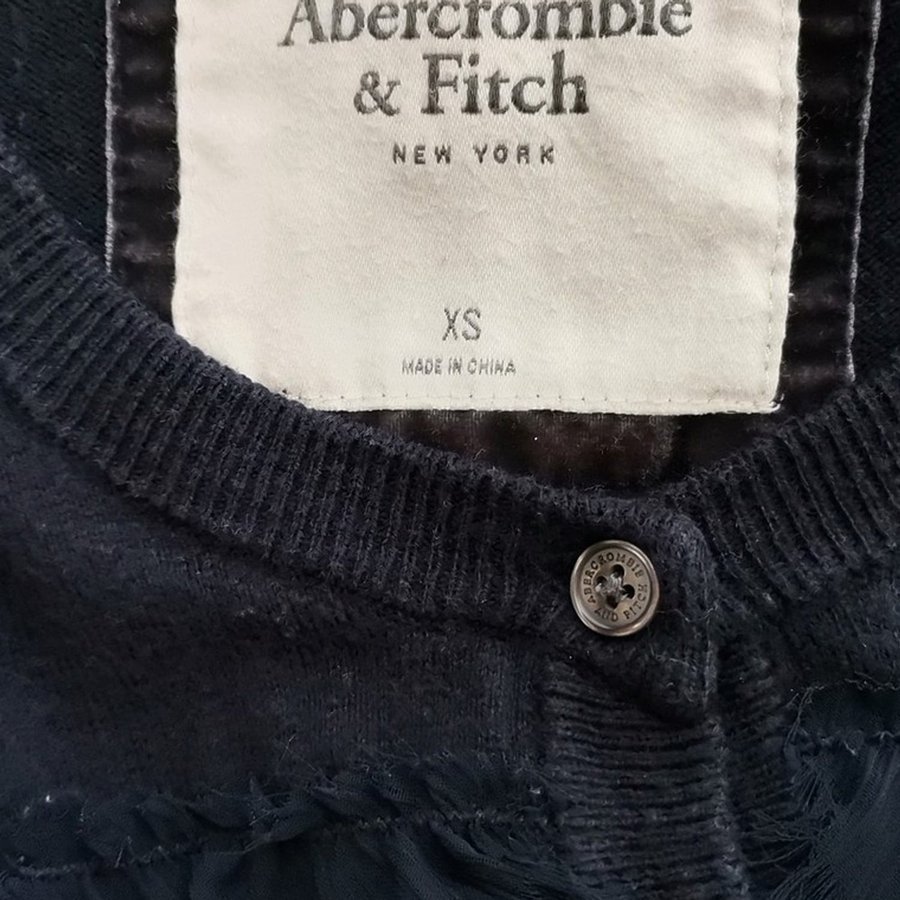 Abercrombie
& Fitch
NEW YORK
XS
MADE IN CHINA
ABERCROMBIE
AND FITCH